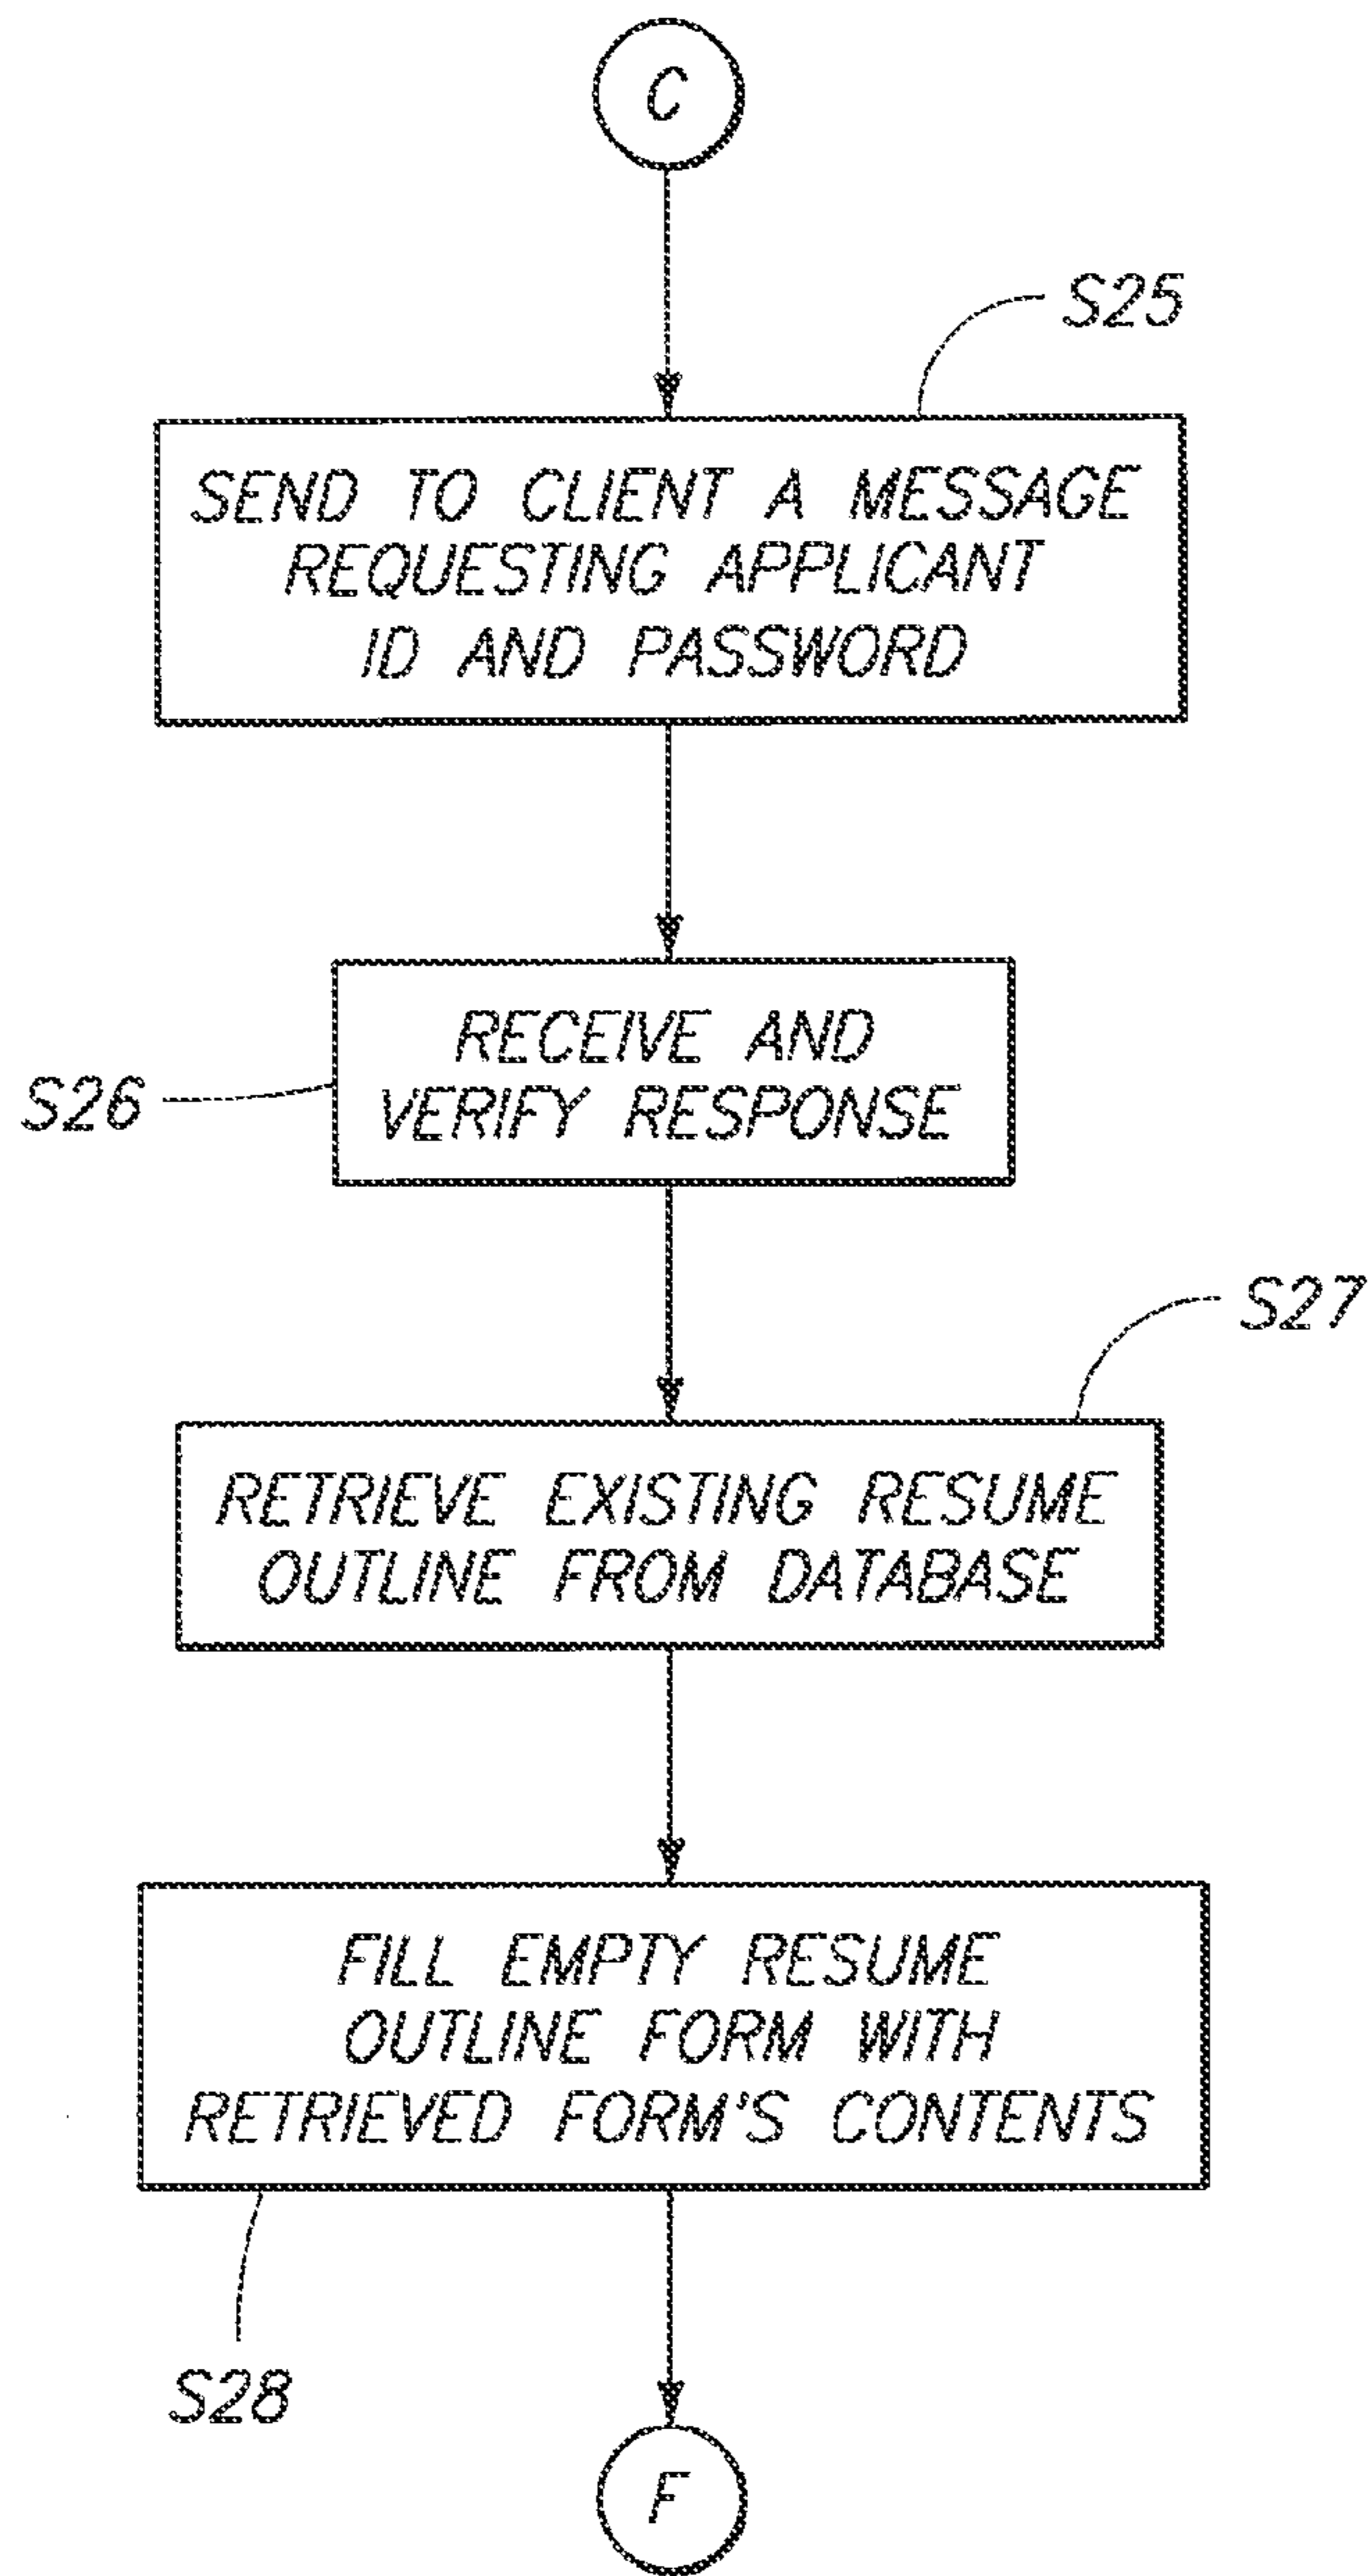 C
S25
SEND TO CLIENT A MESSAGE
REQUESTING APPLICANT
ID AND PASSWORD
RECEIVE AND
VERIFY RESPONSE
S26
S27
RETRIEVE EXISTING RESUME
OUTLINE FROM DATABASE
FILL EMPTY RESUME
OUTLINE FORM WITH
RETRIEVED FORM'S CONTENTS
S28
F